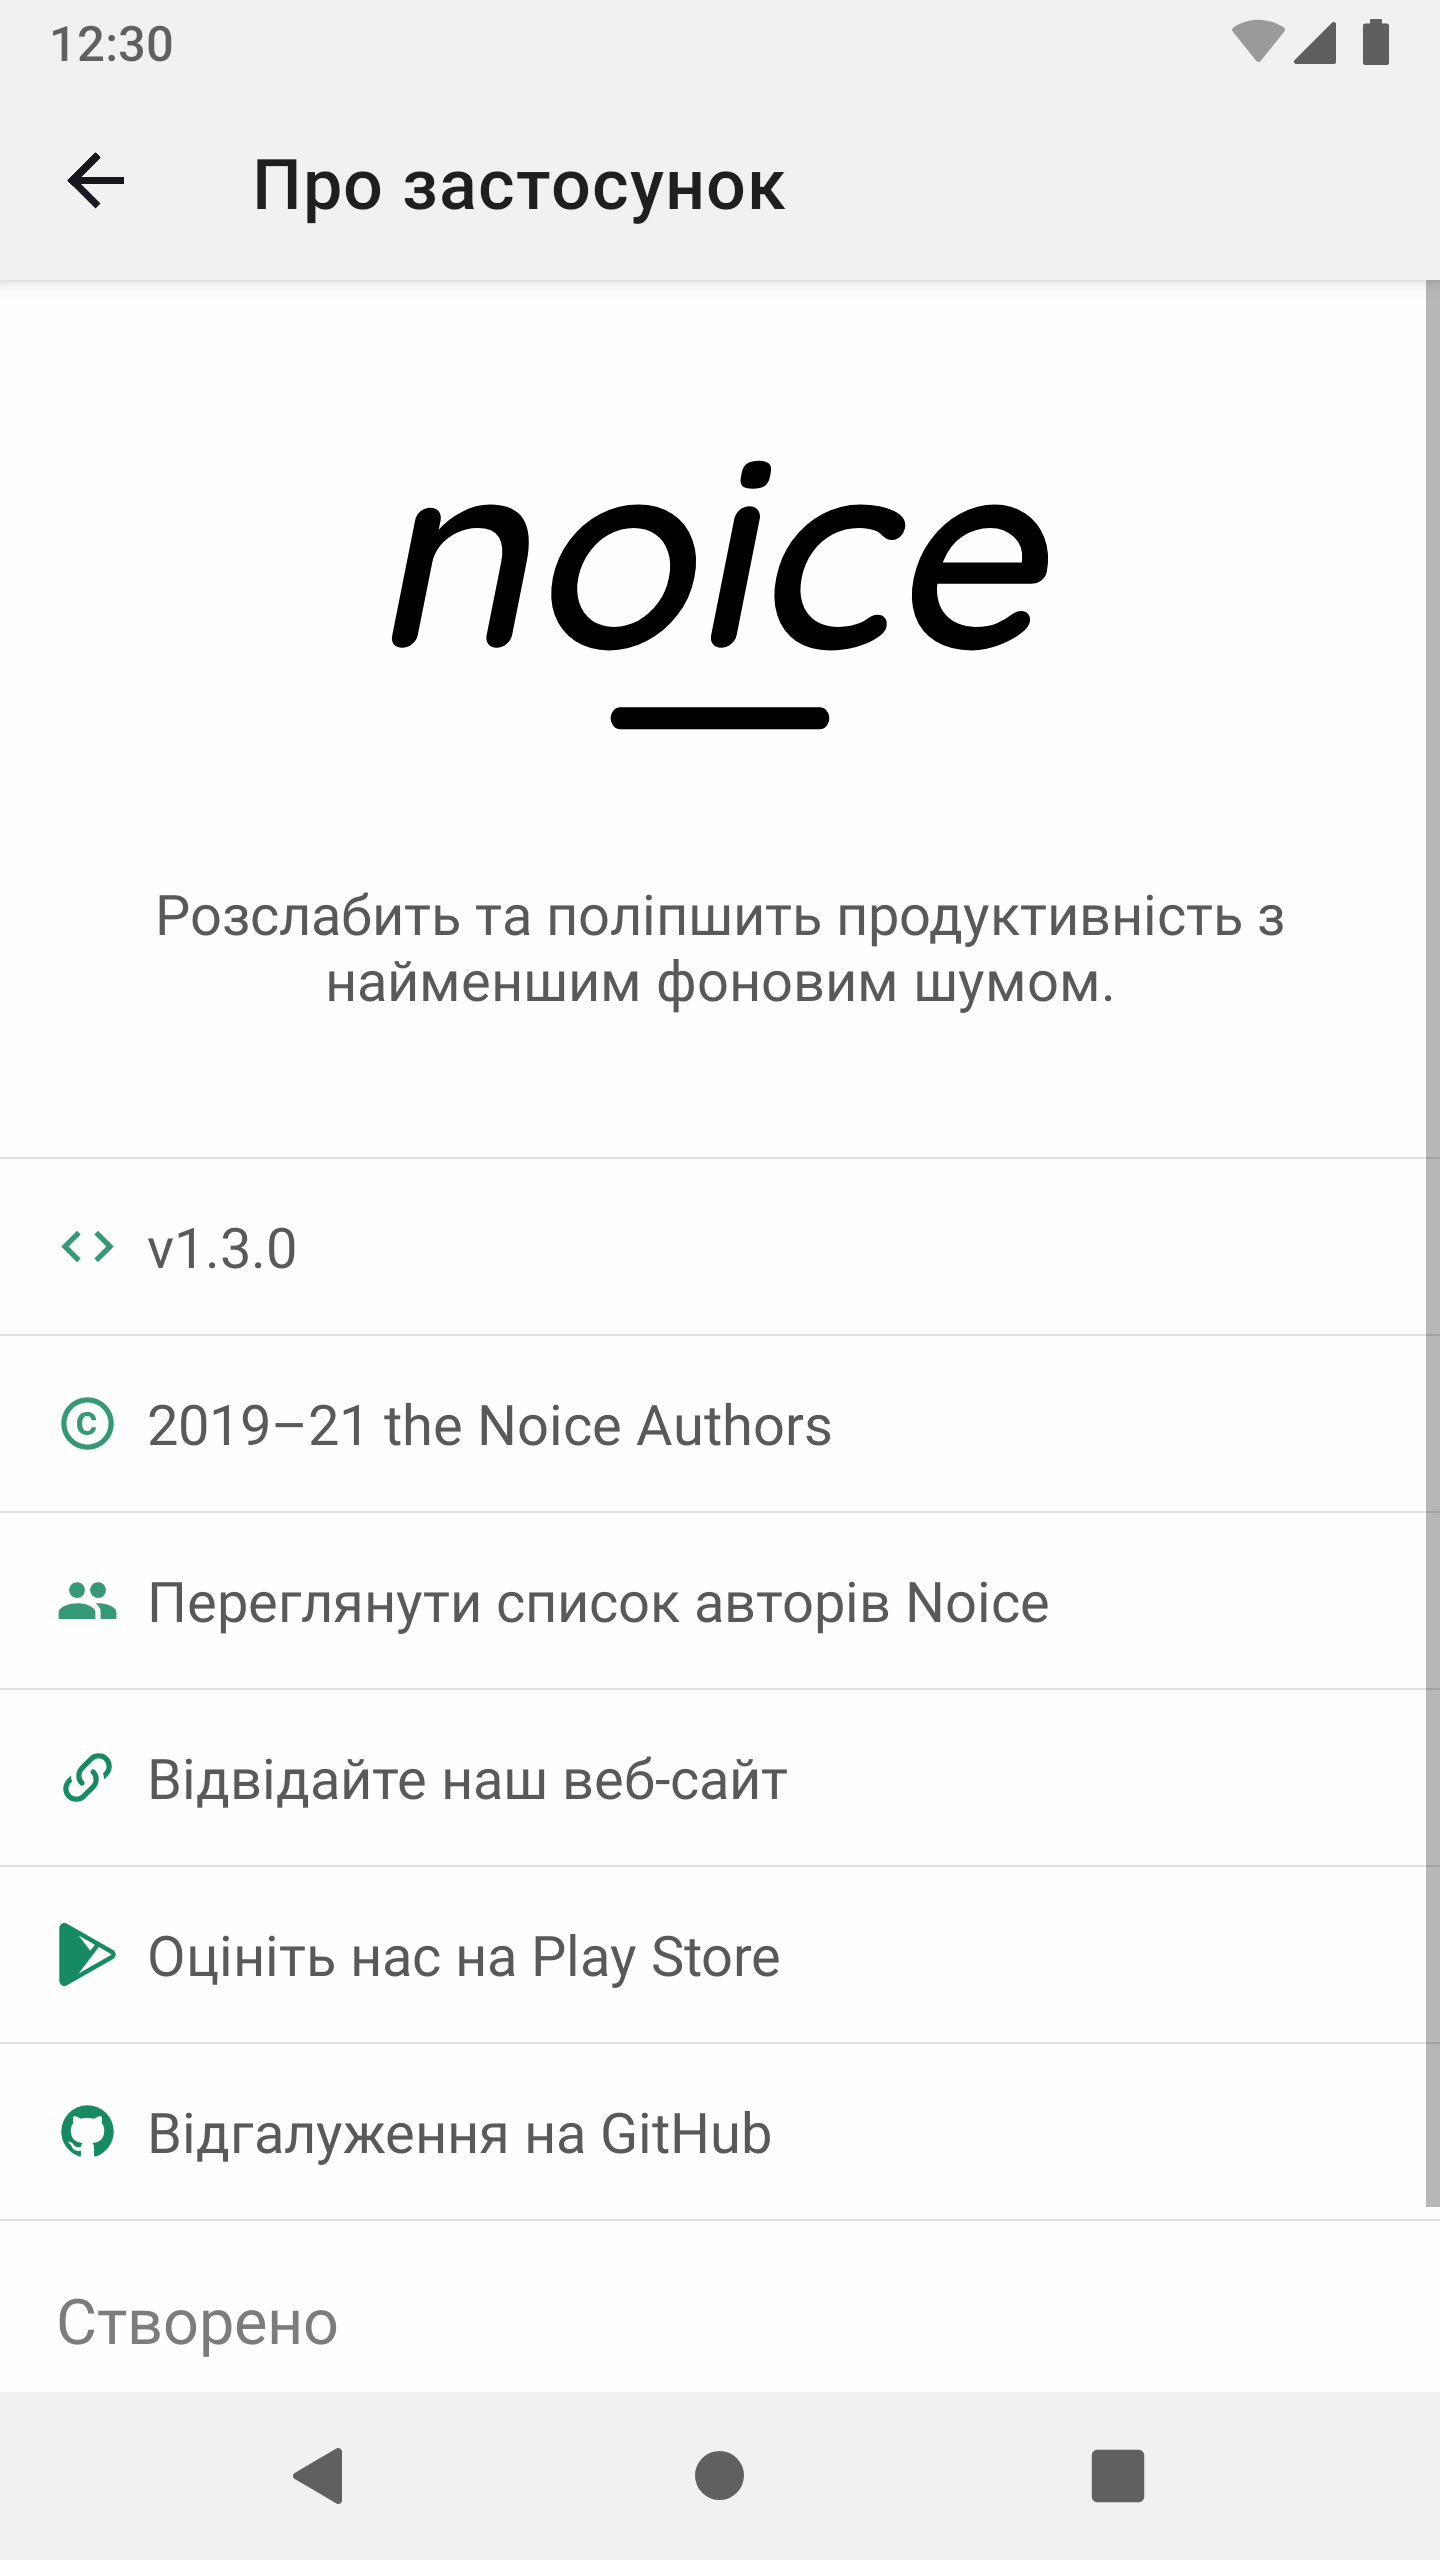 12:30
Про застосунок
noice
Розслабить та поліпшить продуктивність з
найменшим фоновим шумом.
v1.3.0
2019–21 the Noice Authors
Переглянути список авторів Noice
Відвідайте наш веб-сайт
Оцініть нас на Play Store
Відгалуження на GitHub
Створено